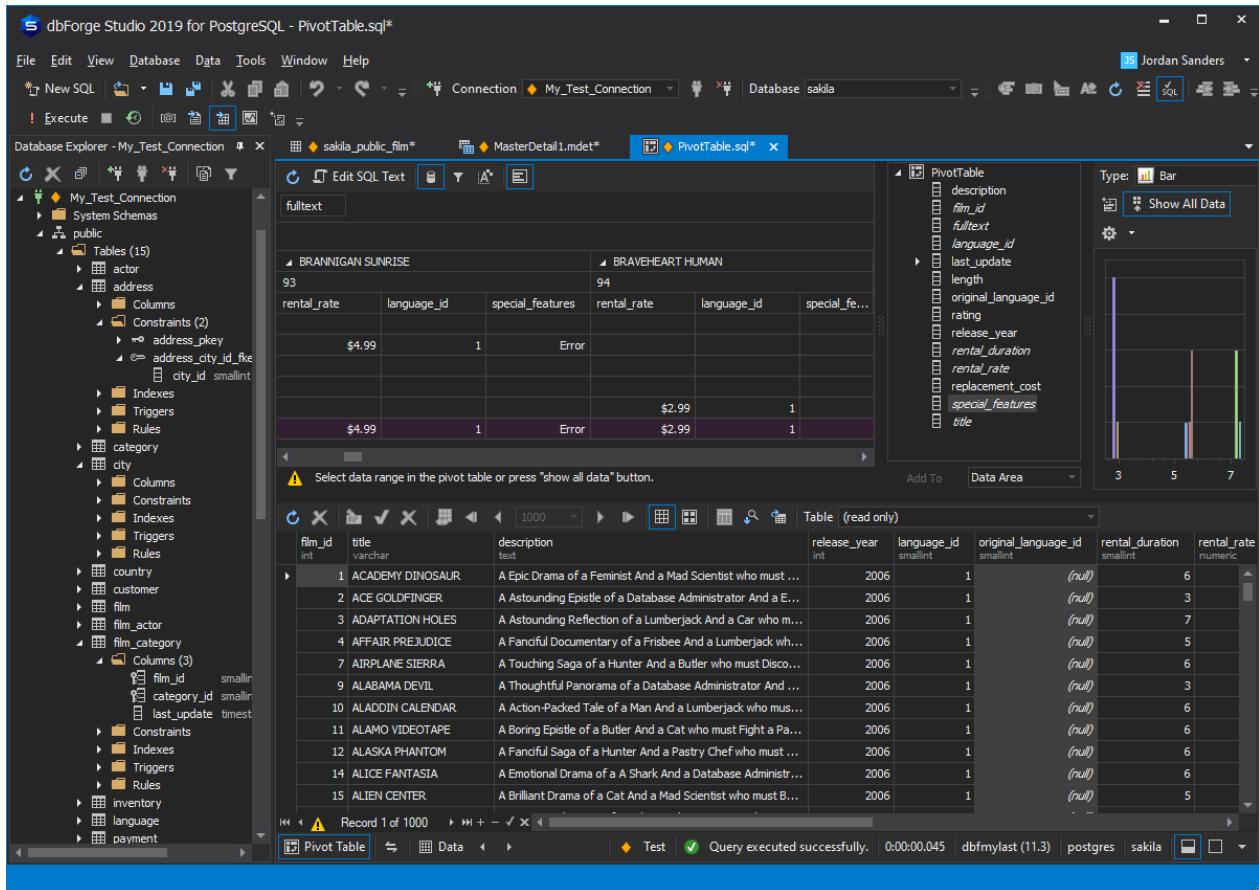 dbForge Studio 2019 for PostgreSQL - PivotTable.sql*
File Edit View Database Data Tools Window Help
JS Jordan Sanders
New SQL Connection My_Test_Connection Database sakila
Execute
Database Explorer - My_Test_Connection
My_Test_Connection
System Schemas
public
Tables (15)
actor
address
Columns
Constraints (2)
address_pkey
address_city_id_fke
city_id smallint
Indexes
Triggers
Rules
category
city
Columns
Constraints
Indexes
Triggers
Rules
country
customer
film
film_actor
film_category
Columns (3)
film_id smallin
category_id smallin
last_update timest
Constraints
Indexes
Triggers
Rules
inventory
language
payment
sakila_public_film* MasterDetail1.mdet* PivotTable.sql*
Edit SQL Text
fulltext
BRANNIGAN SUNRISE BRAVEHEART HUMAN
93 94
rental_rate language_id special_features rental_rate language_id special_fe...
$4.99 1 Error
$2.99 1
$4.99 1 Error $2.99 1
Select data range in the pivot table or press "show all data" button.
PivotTable
description
film_id
fulltext
language_id
last_update
length
original_language_id
rating
release_year
rental_duration
rental_rate
replacement_cost
special_features
title
Add To Data Area
Type: Bar
Show All Data
3 5 7
1000 Table (read only)
film_id title description release_year language_id original_language_id rental_duration rental_rate
int varchar text int smallint smallint smallint numeric
1 ACADEMY DINOSAUR A Epic Drama of a Feminist And a Mad Scientist who must ... 2006 1 (null) 6
2 ACE GOLDFINGER A Astounding Epistle of a Database Administrator And a E... 2006 1 (null) 3
3 ADAPTATION HOLES A Astounding Reflection of a Lumberjack And a Car who m... 2006 1 (null) 7
4 AFFAIR PREJUDICE A Fanciful Documentary of a Frisbee And a Lumberjack wh... 2006 1 (null) 5
7 AIRPLANE SIERRA A Touching Saga of a Hunter And a Butler who must Disco... 2006 1 (null) 6
9 ALABAMA DEVIL A Thoughtful Panorama of a Database Administrator And ... 2006 1 (null) 3
10 ALADDIN CALENDAR A Action-Packed Tale of a Man And a Lumberjack who mus... 2006 1 (null) 6
11 ALAMO VIDEOTAPE A Boring Epistle of a Butler And a Cat who must Fight a Pa... 2006 1 (null) 6
12 ALASKA PHANTOM A Fanciful Saga of a Hunter And a Pastry Chef who must ... 2006 1 (null) 6
14 ALICE FANTASIA A Emotional Drama of a A Shark And a Database Administr... 2006 1 (null) 6
15 ALIEN CENTER A Brilliant Drama of a Cat And a Mad Scientist who must B... 2006 1 (null) 5
Record 1 of 1000
Pivot Table Data Test Query executed successfully. 0:00:00.045 dbfmylast (11.3) postgres sakila